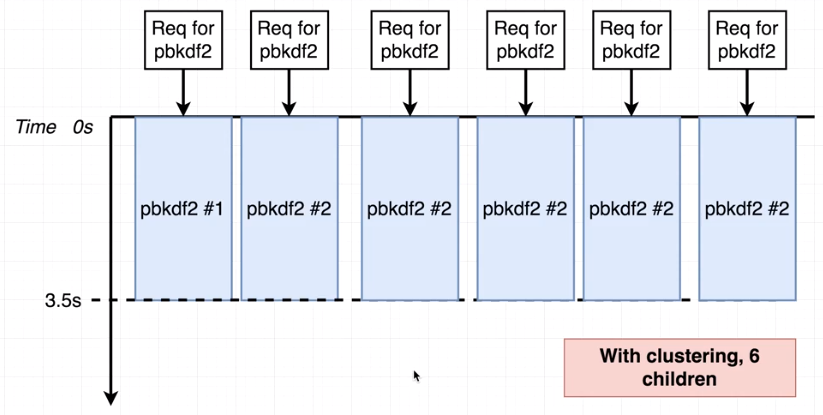 Req for
pbkdf2
Req for
pbkdf2
Req for
pbkdf2
Req for
pbkdf2
Req for
pbkdf2
Req for
pbkdf2
Time 0s
pbkdf2 #1
pbkdf2 #2
pbkdf2 #2
pbkdf2 #2
pbkdf2 #2
pbkdf2 #2
3.5s
With clustering, 6
children